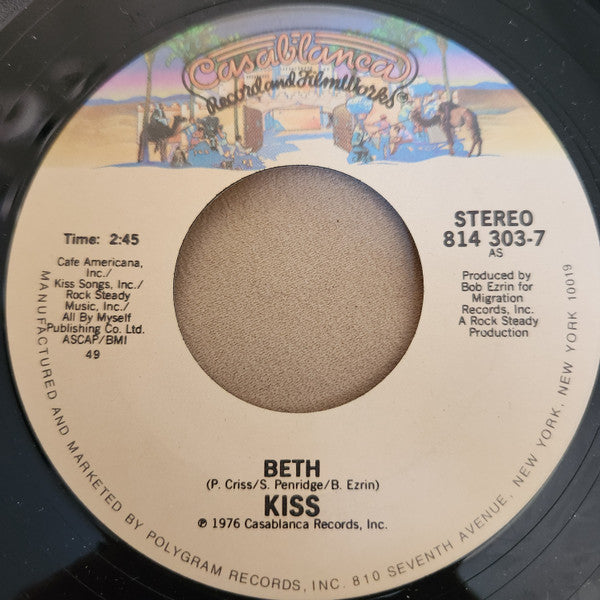 Casablanca
Record and FilmWorks
Time: 2:45
Cafe Americana,
Inc./
Kiss Songs, Inc./
Rock Steady
Music, Inc./
All By Myself
Publishing Co. Ltd.
ASCAP/BMI
49
STEREO
814 303-7
AS
Produced by
Bob Ezrin for
Migration
Records, Inc.
A Rock Steady
Production
BETH
(P. Criss/S. Penridge/B. Ezrin)
KISS
℗ 1976 Casablanca Records, Inc.
MANUFACTURED AND MARKETED BY POLYGRAM RECORDS, INC. 810 SEVENTH AVENUE, NEW YORK, NEW YORK 10019